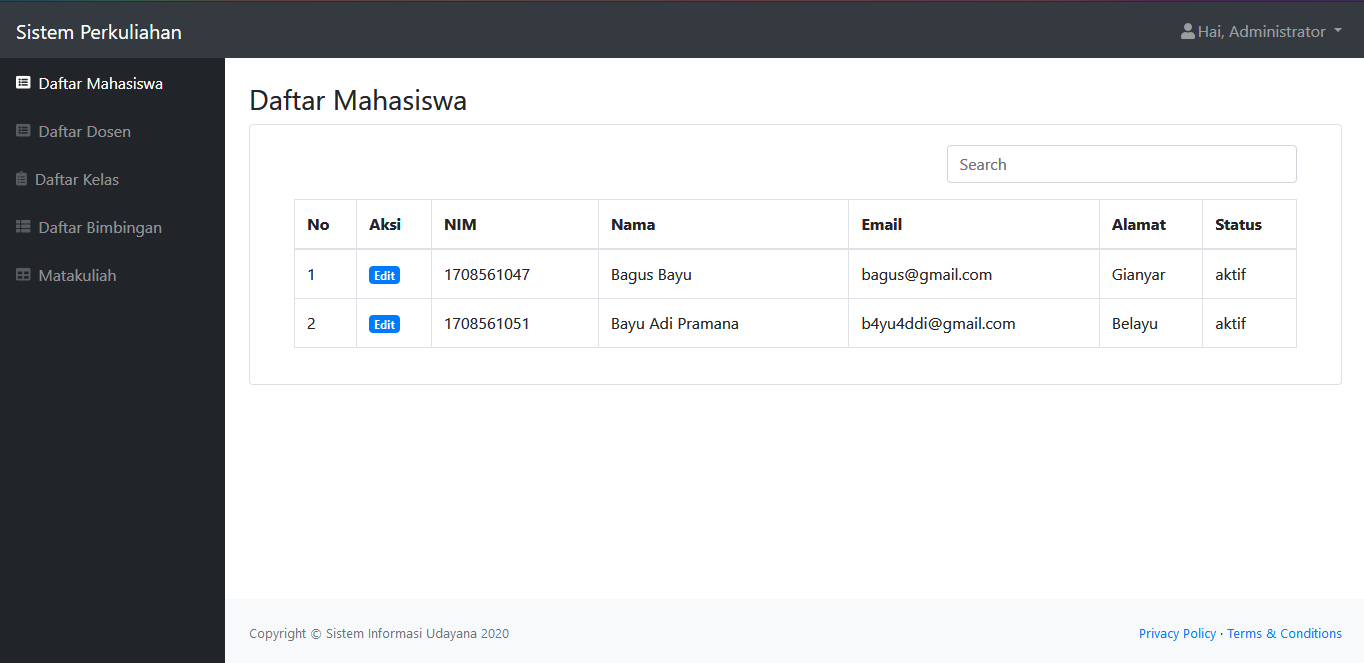 Sistem Perkuliahan
Hai, Administrator
Daftar Mahasiswa
Daftar Dosen
Daftar Kelas
Daftar Bimbingan
Matakuliah
Daftar Mahasiswa
Search
No Aksi NIM Nama Email Alamat Status
1 Edit 1708561047 Bagus Bayu bagus@gmail.com Gianyar aktif
2 Edit 1708561051 Bayu Adi Pramana b4yu4ddi@gmail.com Belayu aktif
Copyright © Sistem Informasi Udayana 2020
Privacy Policy · Terms & Conditions